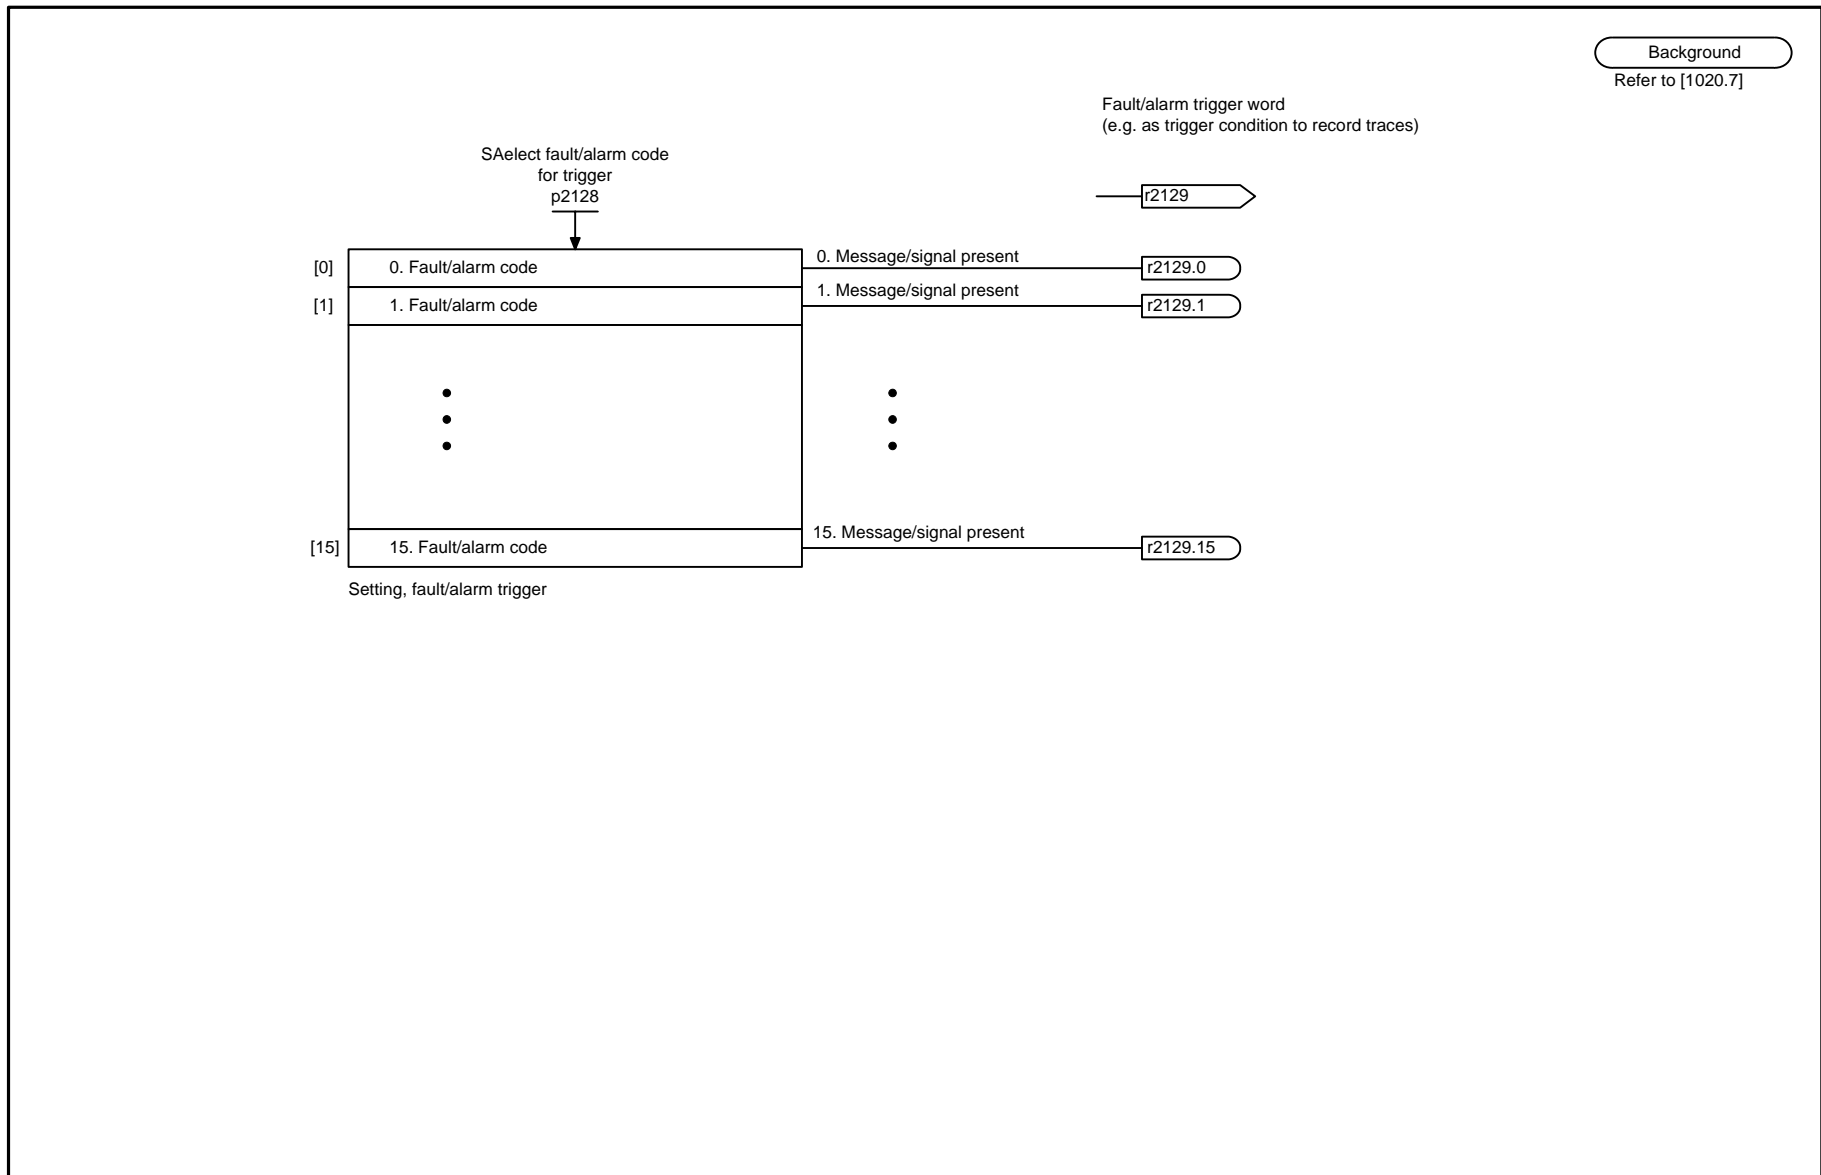 Background
Refer to [1020.7]
Fault/alarm trigger word
(e.g. as trigger condition to record traces)
SAelect fault/alarm code
for trigger
p2128
r2129
[0]
0. Fault/alarm code
0. Message/signal present
r2129.0
[1]
1. Fault/alarm code
1. Message/signal present
r2129.1
[15]
15. Fault/alarm code
15. Message/signal present
r2129.15
Setting, fault/alarm trigger